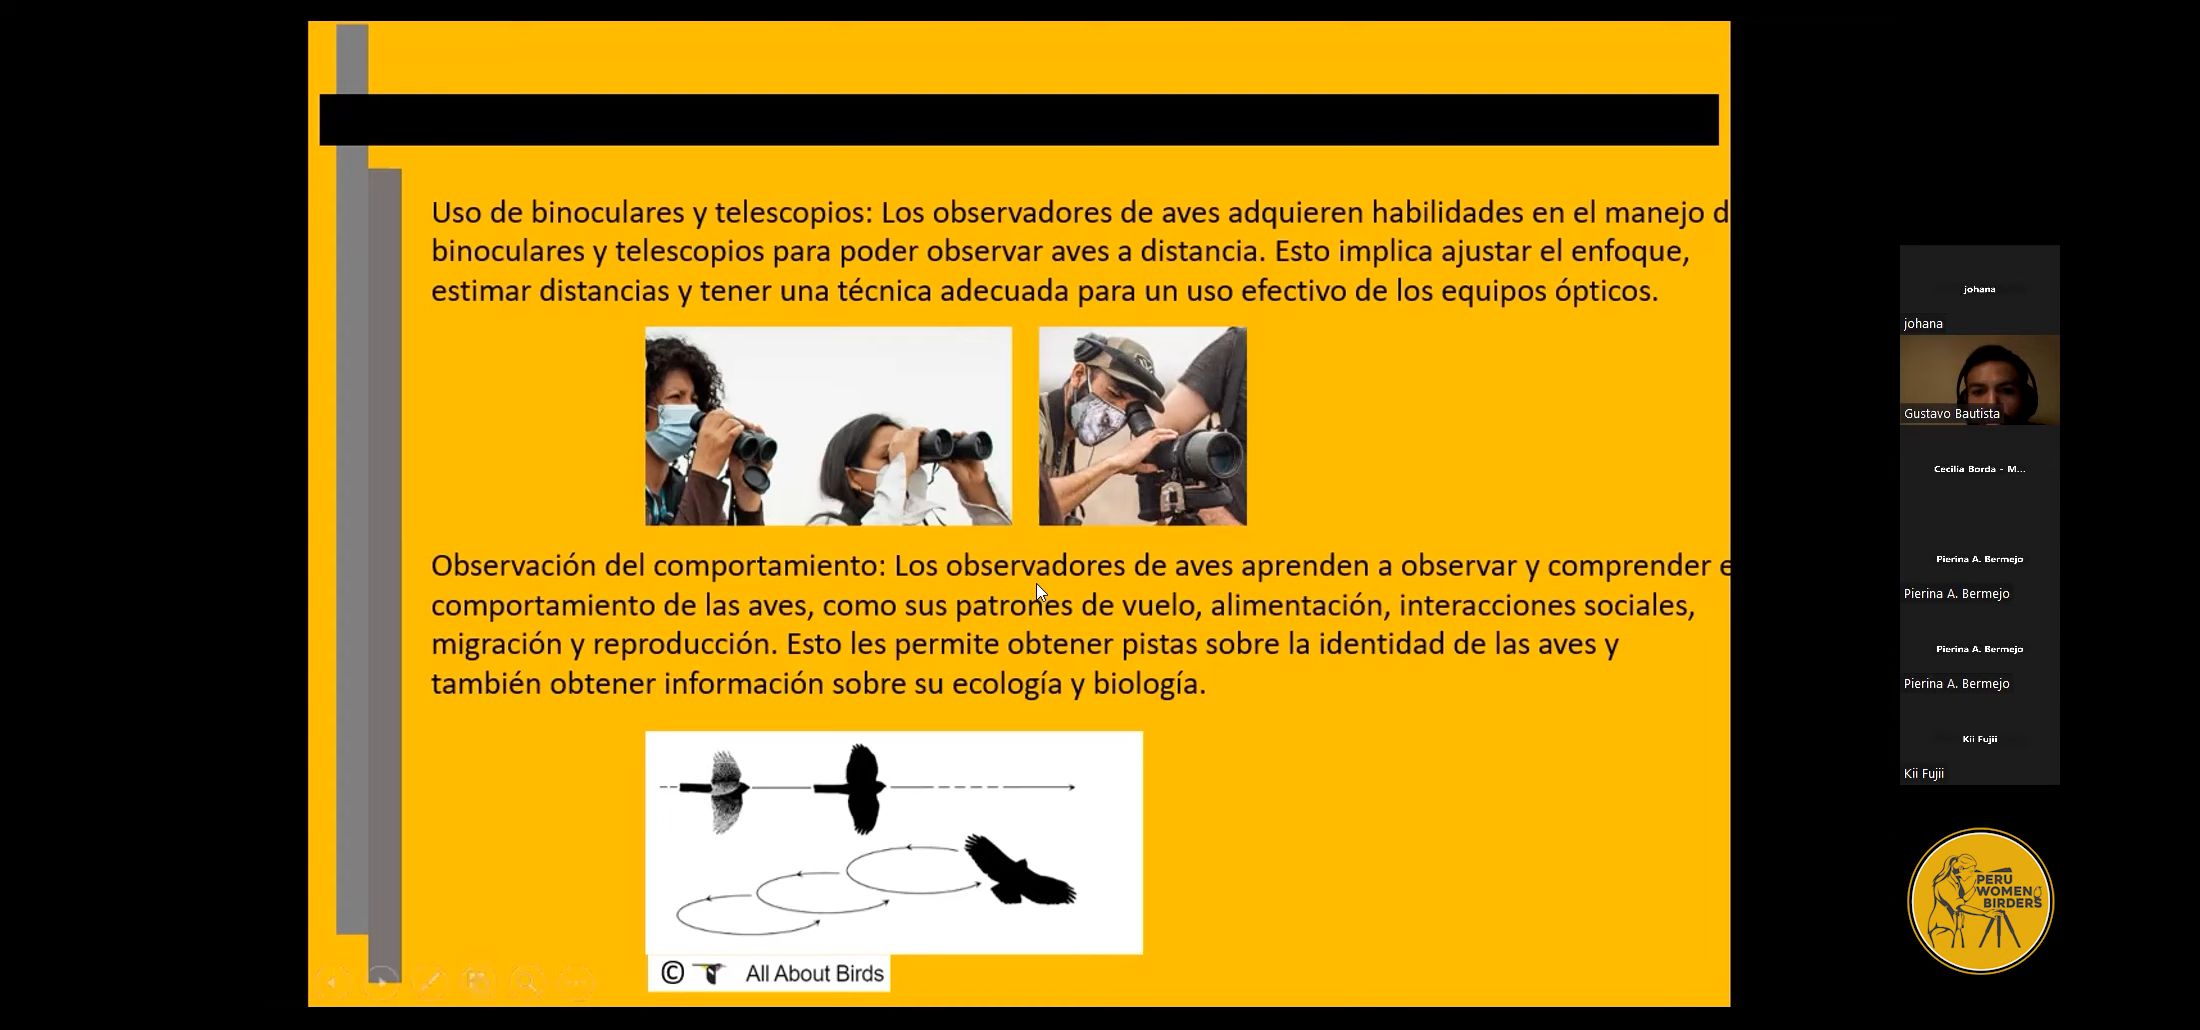 Uso de binoculares y telescopios: Los observadores de aves adquieren habilidades en el manejo d
binoculares y telescopios para poder observar aves a distancia. Esto implica ajustar el enfoque,
estimar distancias y tener una técnica adecuada para un uso efectivo de los equipos ópticos.
Observación del comportamiento: Los observadores de aves aprenden a observar y comprender e
comportamiento de las aves, como sus patrones de vuelo, alimentación, interacciones sociales,
migración y reproducción. Esto les permite obtener pistas sobre la identidad de las aves y
también obtener información sobre su ecología y biología.
© All About Birds
johana
johana
Gustavo Bautista
Cecilia Borda - M...
Pierina A. Bermejo
Pierina A. Bermejo
Pierina A. Bermejo
Pierina A. Bermejo
Kii Fujii
Kii Fujii
PERU
WOMEN
BIRDERS